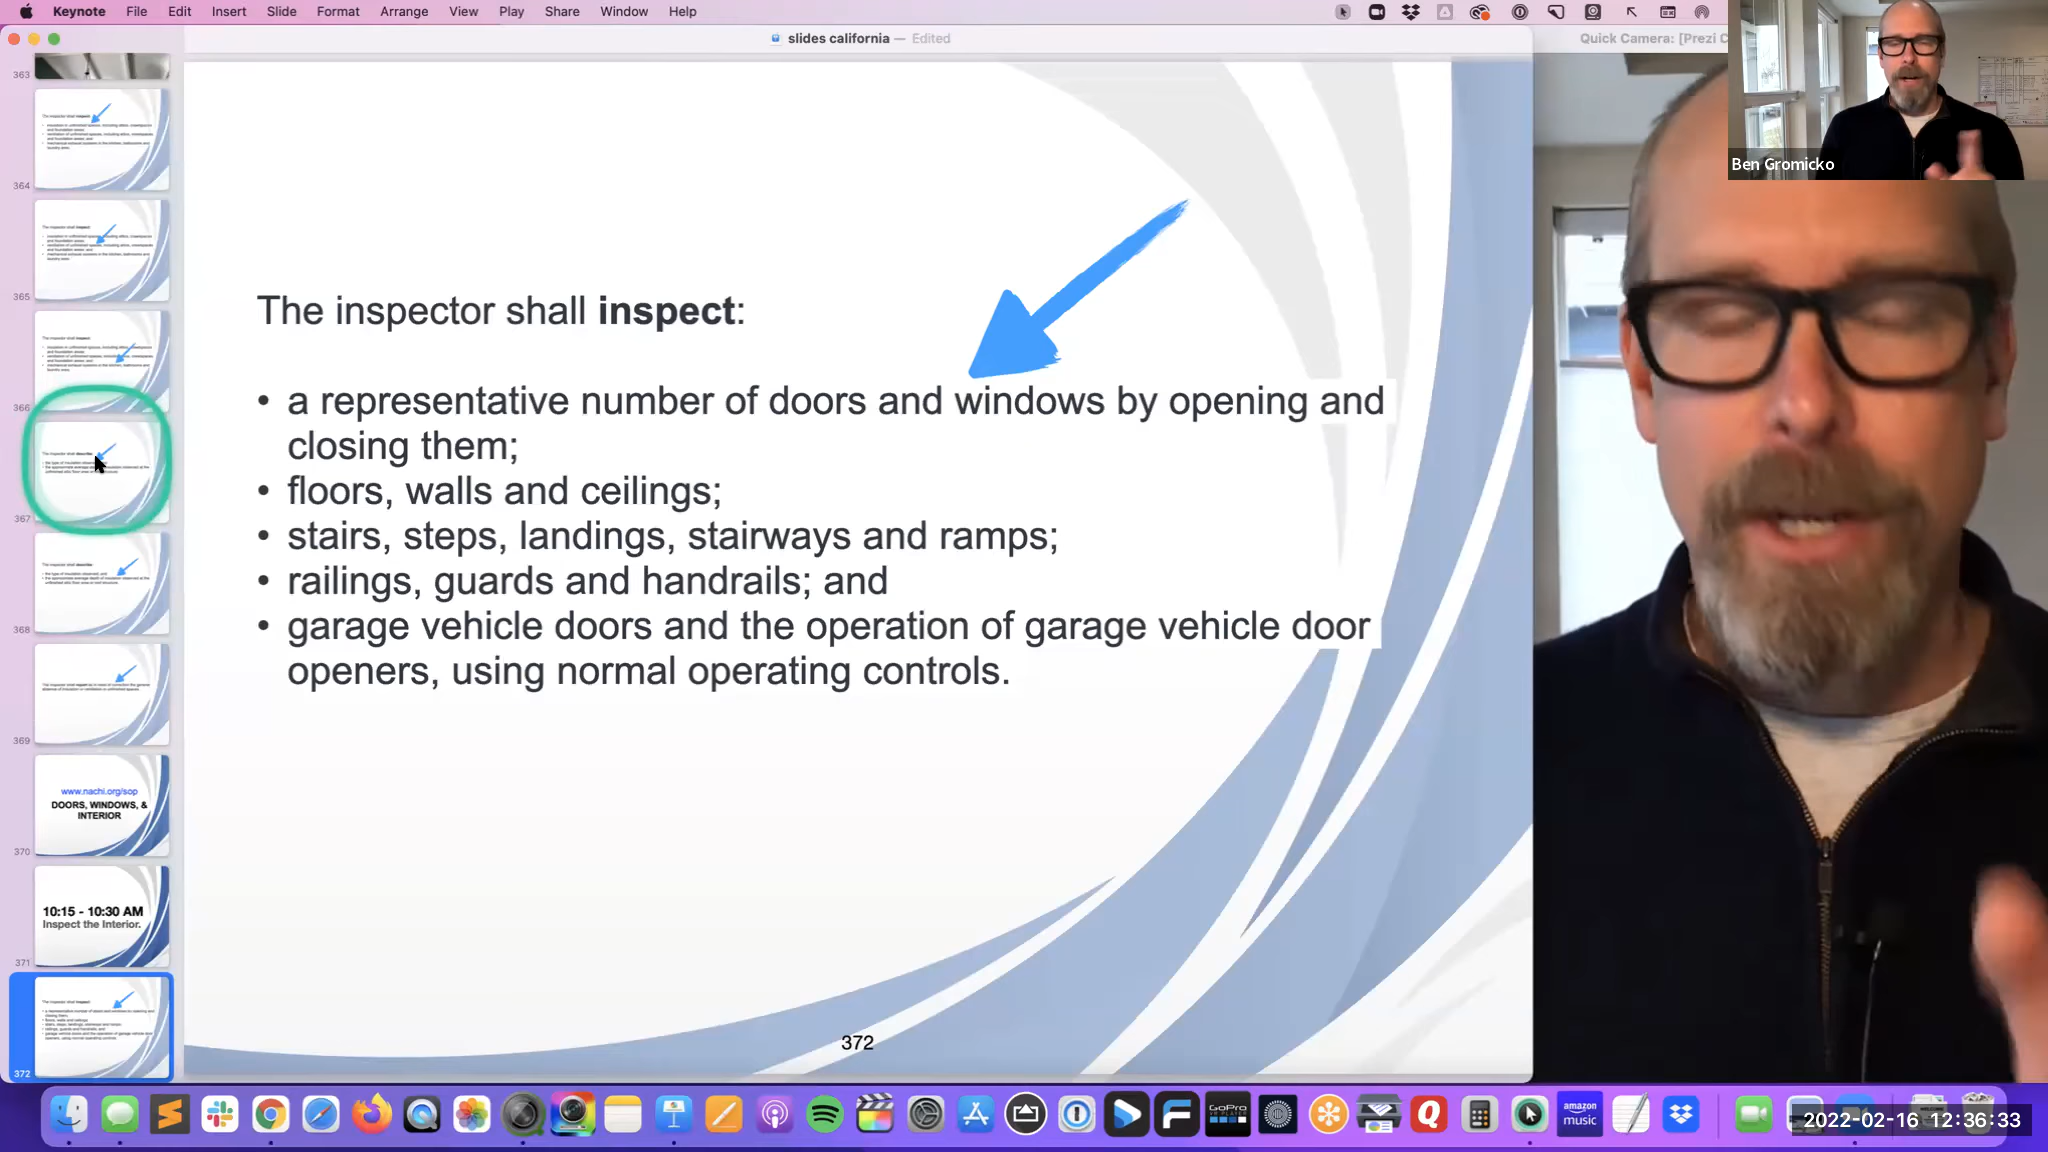 Keynote File Edit Insert Slide Format Arrange View Play Share Window Help
slides california — Edited
Quick Camera: [Prezi C
Ben Gromicko
363
364
365
366
367
368
369
www.nachi.org/sop
DOORS, WINDOWS, &
INTERIOR
370
10:15 - 10:30 AM
Inspect the Interior.
371
372
The inspector shall inspect:
• a representative number of doors and windows by opening and
closing them;
• floors, walls and ceilings;
• stairs, steps, landings, stairways and ramps;
• railings, guards and handrails; and
• garage vehicle doors and the operation of garage vehicle door
openers, using normal operating controls.
372
GoPro
amazon
music
2022-02-16 12:36:33